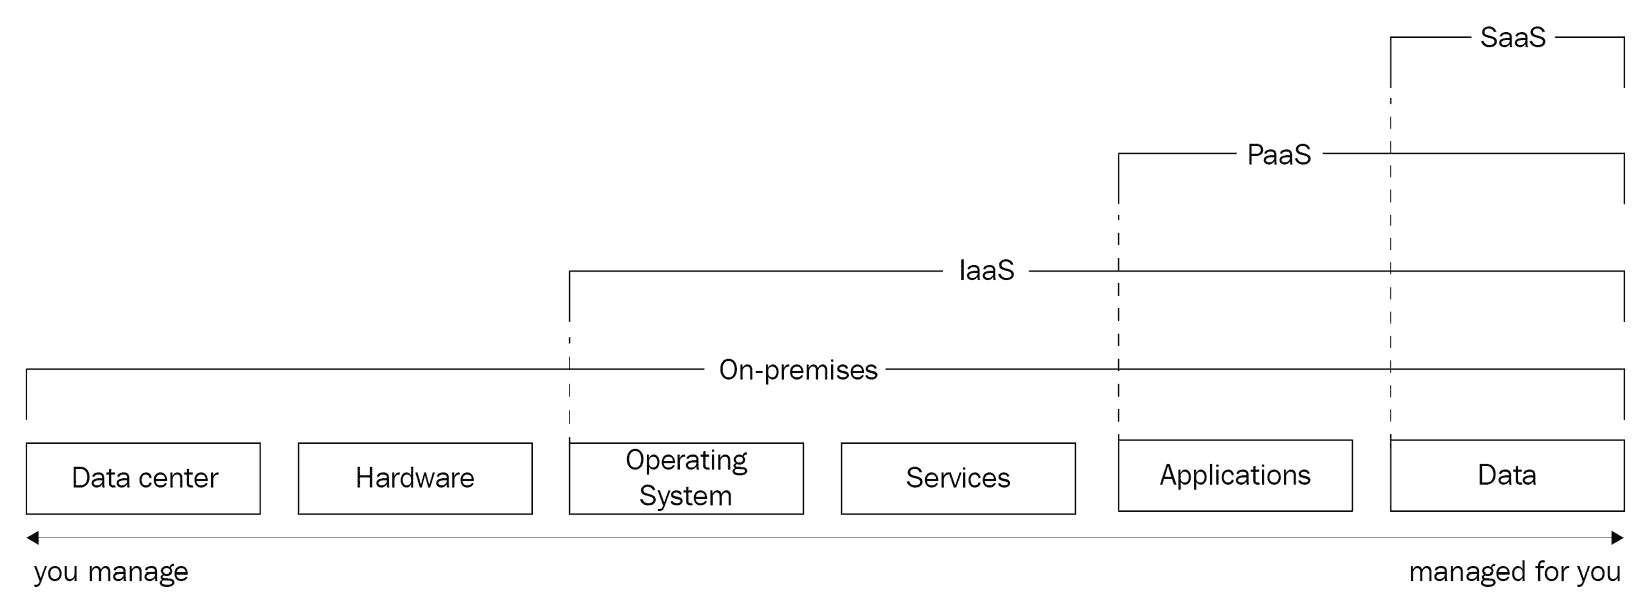 SaaS
PaaS
IaaS
On-premises
Data center
Hardware
Operating
System
Services
Applications
Data
you manage
managed for you